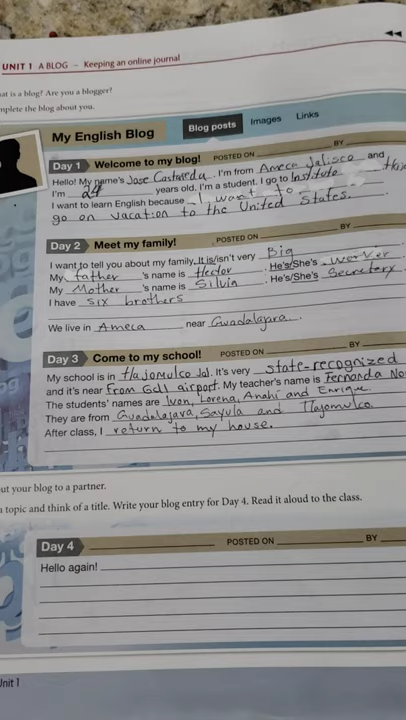 UNIT 1 A BLOG – Keeping an online journal
at is a blog? Are you a blogger?
mplete the blog about you.
My English Blog Blog posts Images Links
Day 1 Welcome to my blog! POSTED ON BY
Hello! My name's Jose Castañeda. I'm from Ameca Jalisco and
I'm 24 years old. I'm a student. I go to Institute
I want to learn English because I want to
go on vacation to the United States.
Day 2 Meet my family! POSTED ON BY
I want to tell you about my family. It is/isn't very Big
My father 's name is Hector. He's/She's worker
My Mother 's name is Silvia. He's/She's Secretary
I have six brothers
We live in Ameca near Guadalajara.
Day 3 Come to my school! POSTED ON BY
My school is in tlajomulco Jal. It's very state-recognized
and it's near From Gdl airport. My teacher's name is Fernanda No
The students' names are Ivon, Lorena, Anahi and Enrique.
They are from Guadalajara, Sayula and Tlajomulco.
After class, I return to my house.
ut your blog to a partner.
a topic and think of a title. Write your blog entry for Day 4. Read it aloud to the class.
Day 4 POSTED ON BY
Hello again!
Unit 1